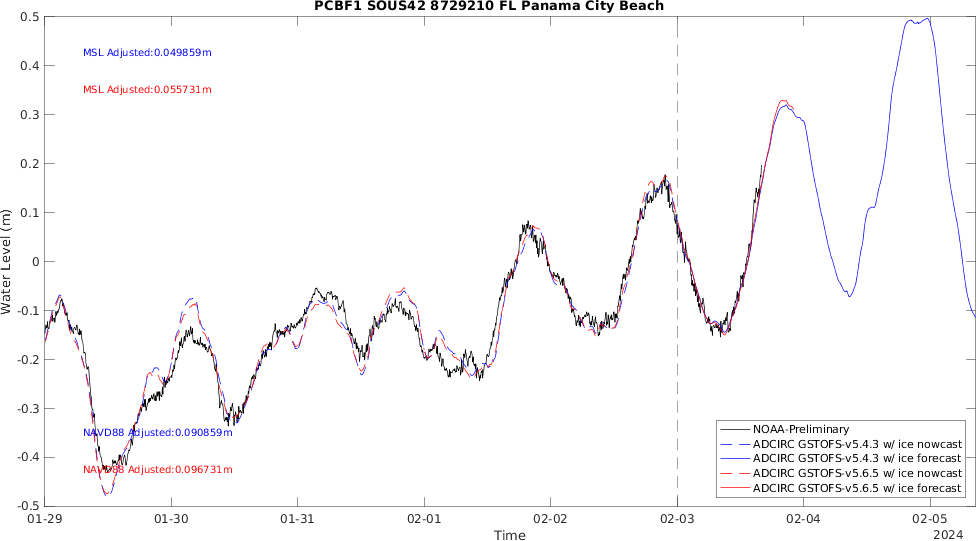 PCBF1 SOUS42 8729210 FL Panama City Beach
0.5
0.4
0.3
0.2
0.1
0
-0.1
-0.2
-0.3
-0.4
-0.5
Water Level (m)
MSL Adjusted:0.049859m
MSL Adjusted:0.055731m
NAVD88 Adjusted:0.090859m
NAVD88 Adjusted:0.096731m
NOAA-Preliminary
ADCIRC GSTOFS-v5.4.3 w/ ice nowcast
ADCIRC GSTOFS-v5.4.3 w/ ice forecast
ADCIRC GSTOFS-v5.6.5 w/ ice nowcast
ADCIRC GSTOFS-v5.6.5 w/ ice forecast
01-29 01-30 01-31 02-01 02-02 02-03 02-04 02-05
Time
2024